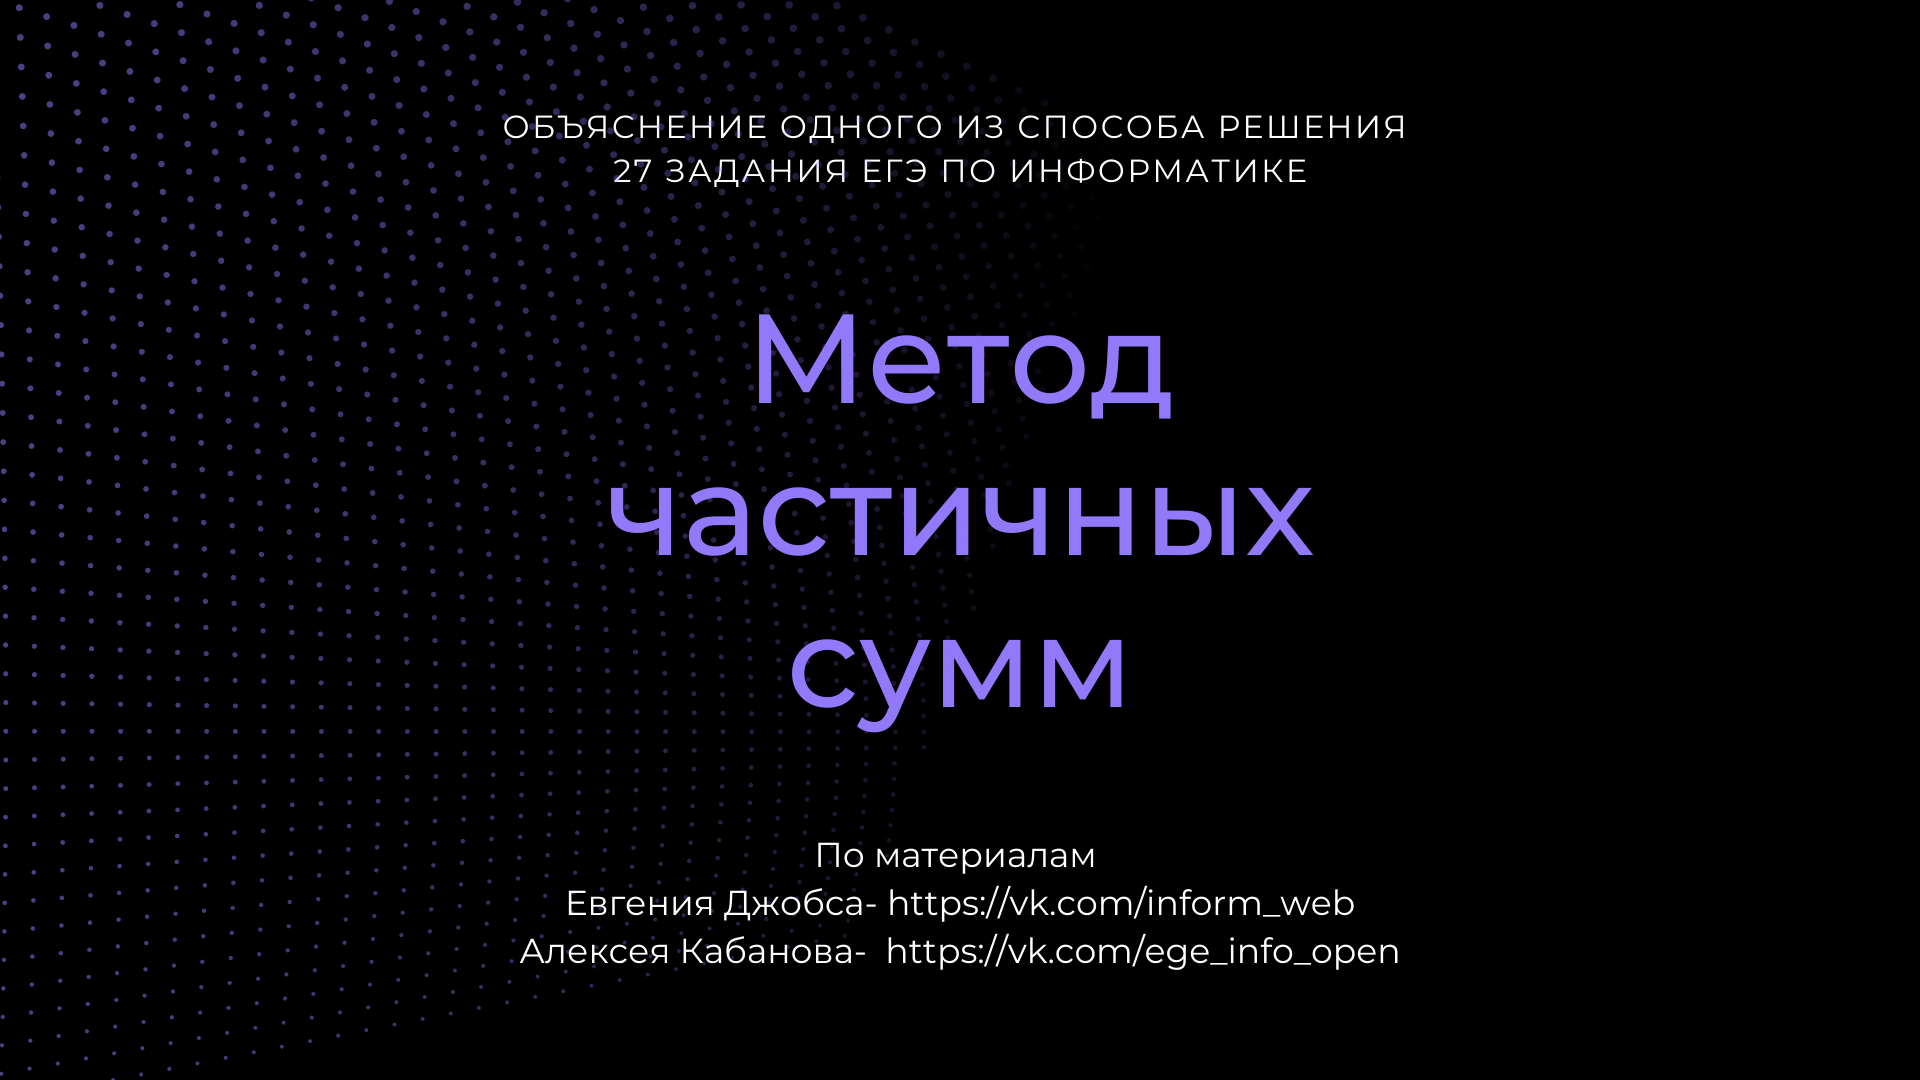 ОБЪЯСНЕНИЕ ОДНОГО ИЗ СПОСОБА РЕШЕНИЯ
27 ЗАДАНИЯ ЕГЭ ПО ИНФОРМАТИКЕ
Метод
частичных
сумм
По материалам
Евгения Джобса- https://vk.com/inform_web
Алексея Кабанова- https://vk.com/ege_info_open